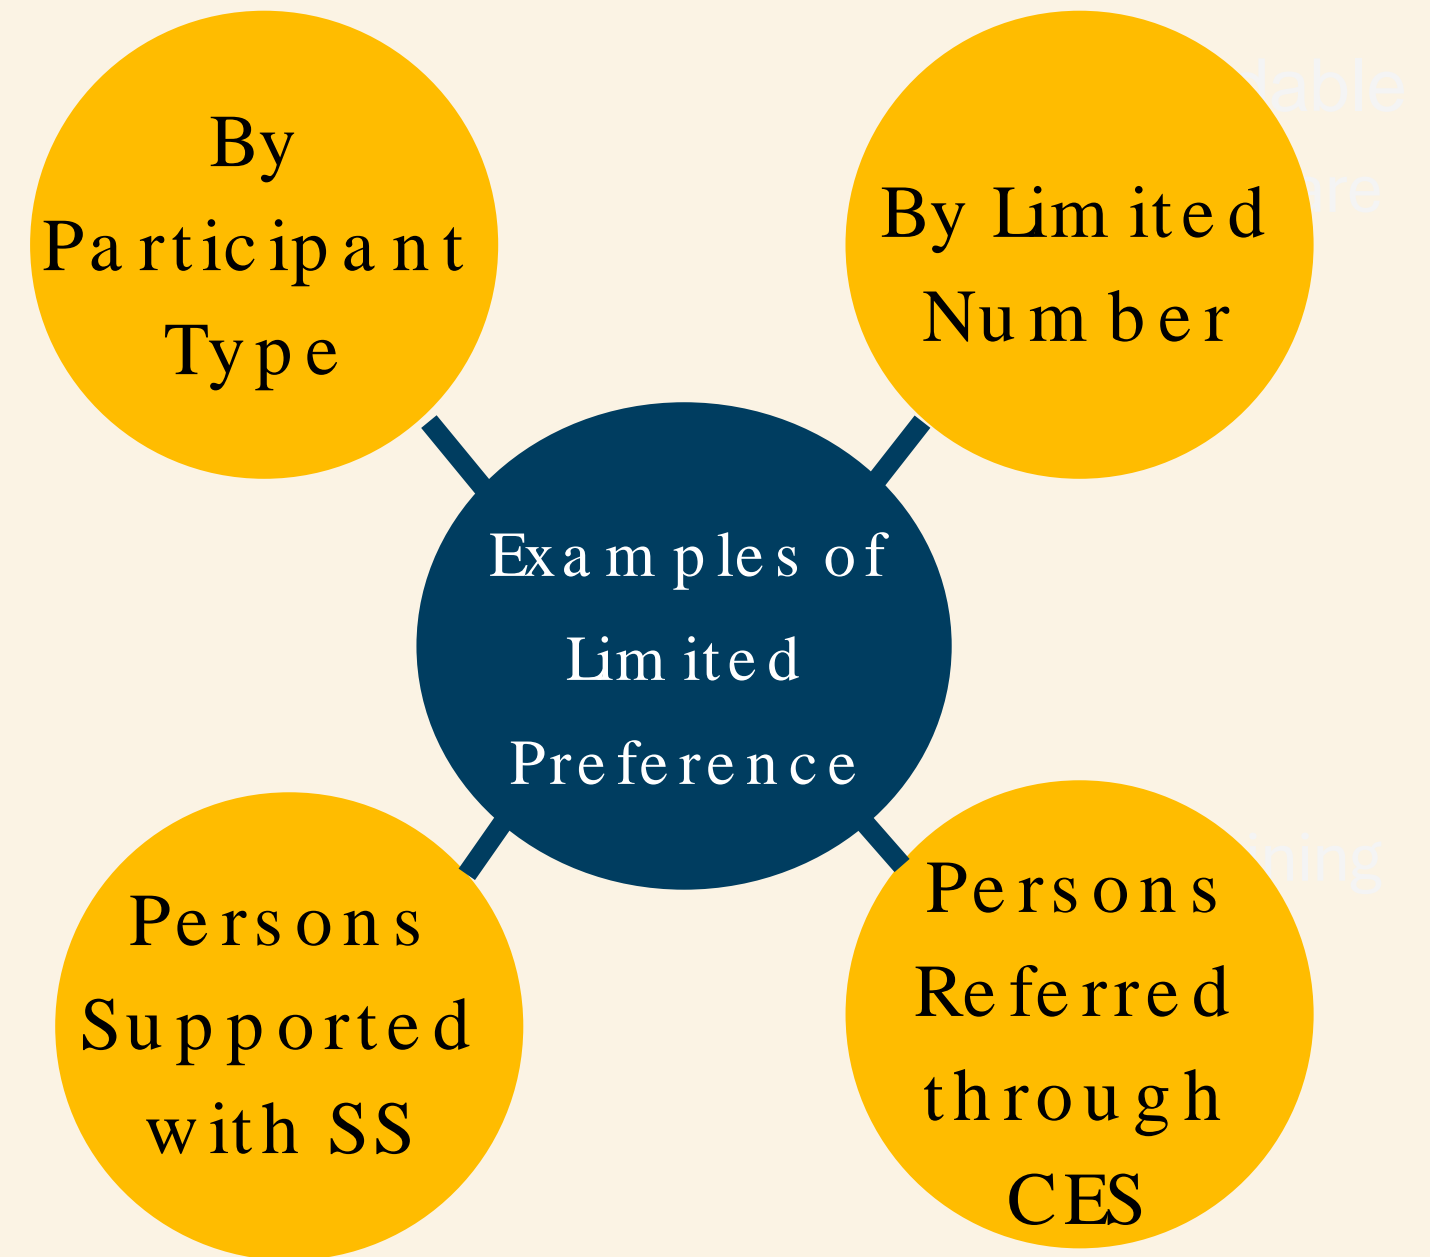 By
Participant
Type
By Limited
Number
Examples of
Limited
Preference
Persons
Supported
with SS
Persons
Referred
through
CES